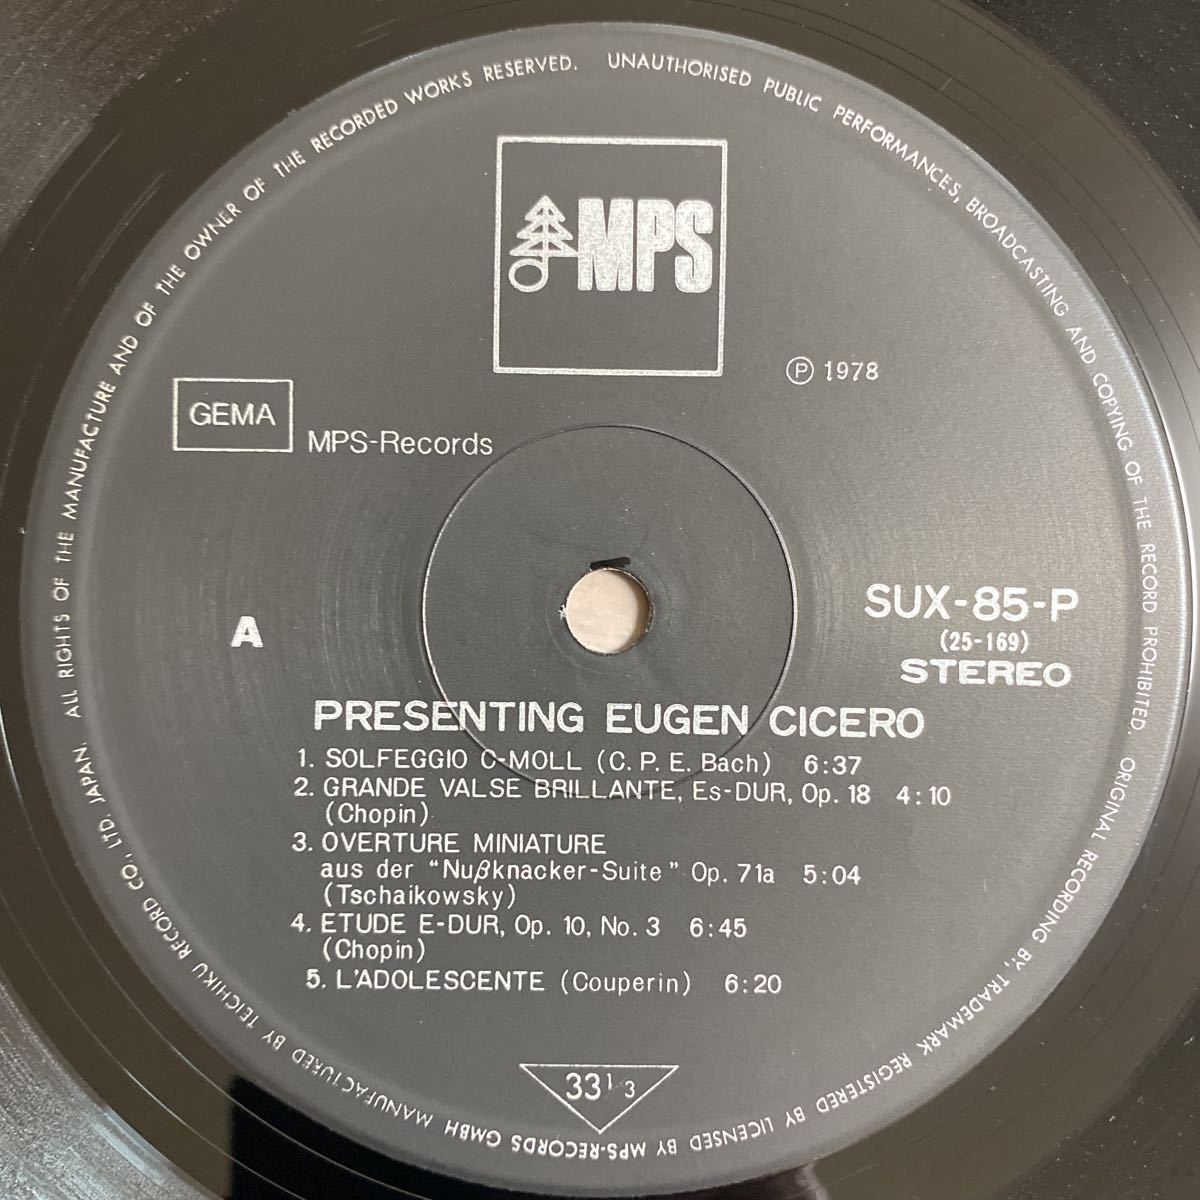 ALL RIGHTS OF THE MANUFACTURE AND OF THE OWNER OF THE RECORDED WORKS RESERVED. UNAUTHORISED PUBLIC PERFORMANCES, BROADCASTING AND COPYING OF THE RECORD PROHIBITED. ORIGINAL RECORDING BY, TRADEMARK REGISTERED BY LICENSED BY MPS-RECORDS GMBH MANUFACTURED BY TEICHIKU RECORD CO., LTD. JAPAN.
MPS
Ⓟ 1978
GEMA
MPS-Records
A
SUX-85-P
(25-169)
STEREO
PRESENTING EUGEN CICERO
1. SOLFEGGIO C-MOLL (C. P. E. Bach) 6:37
2. GRANDE VALSE BRILLANTE, Es-DUR, Op. 18 4:10
(Chopin)
3. OVERTURE MINIATURE
aus der "Nußknacker-Suite" Op. 71a 5:04
(Tschaikowsky)
4. ETUDE E-DUR, Op. 10, No. 3 6:45
(Chopin)
5. L'ADOLESCENTE (Couperin) 6:20
33 1/3